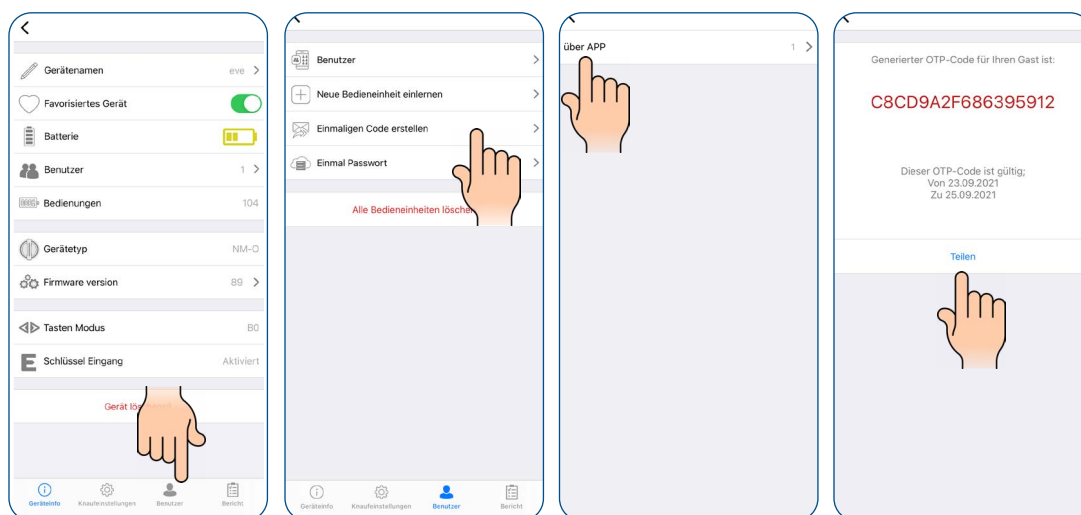 Gerätenamen eve
Favorisiertes Gerät
Batterie
Benutzer 1
Bedienungen 104
Gerätetyp NM-O
Firmware version 89
Tasten Modus B0
Schlüssel Eingang Aktiviert
Gerät
Geräteinfo Knaufeinstellungen Benutzer Bericht
Benutzer
Neue Bedieneinheit einlernen
Einmaligen Code erstellen
Einmal Passwort
Alle Bedieneinheiten löschen
Geräteinfo Knaufeinstellungen Benutzer Bericht
über APP 1
Generierter OTP-Code für Ihren Gast ist:
C8CD9A2F686395912
Dieser OTP-Code ist gültig;
Von 23.09.2021
Zu 25.09.2021
Teilen